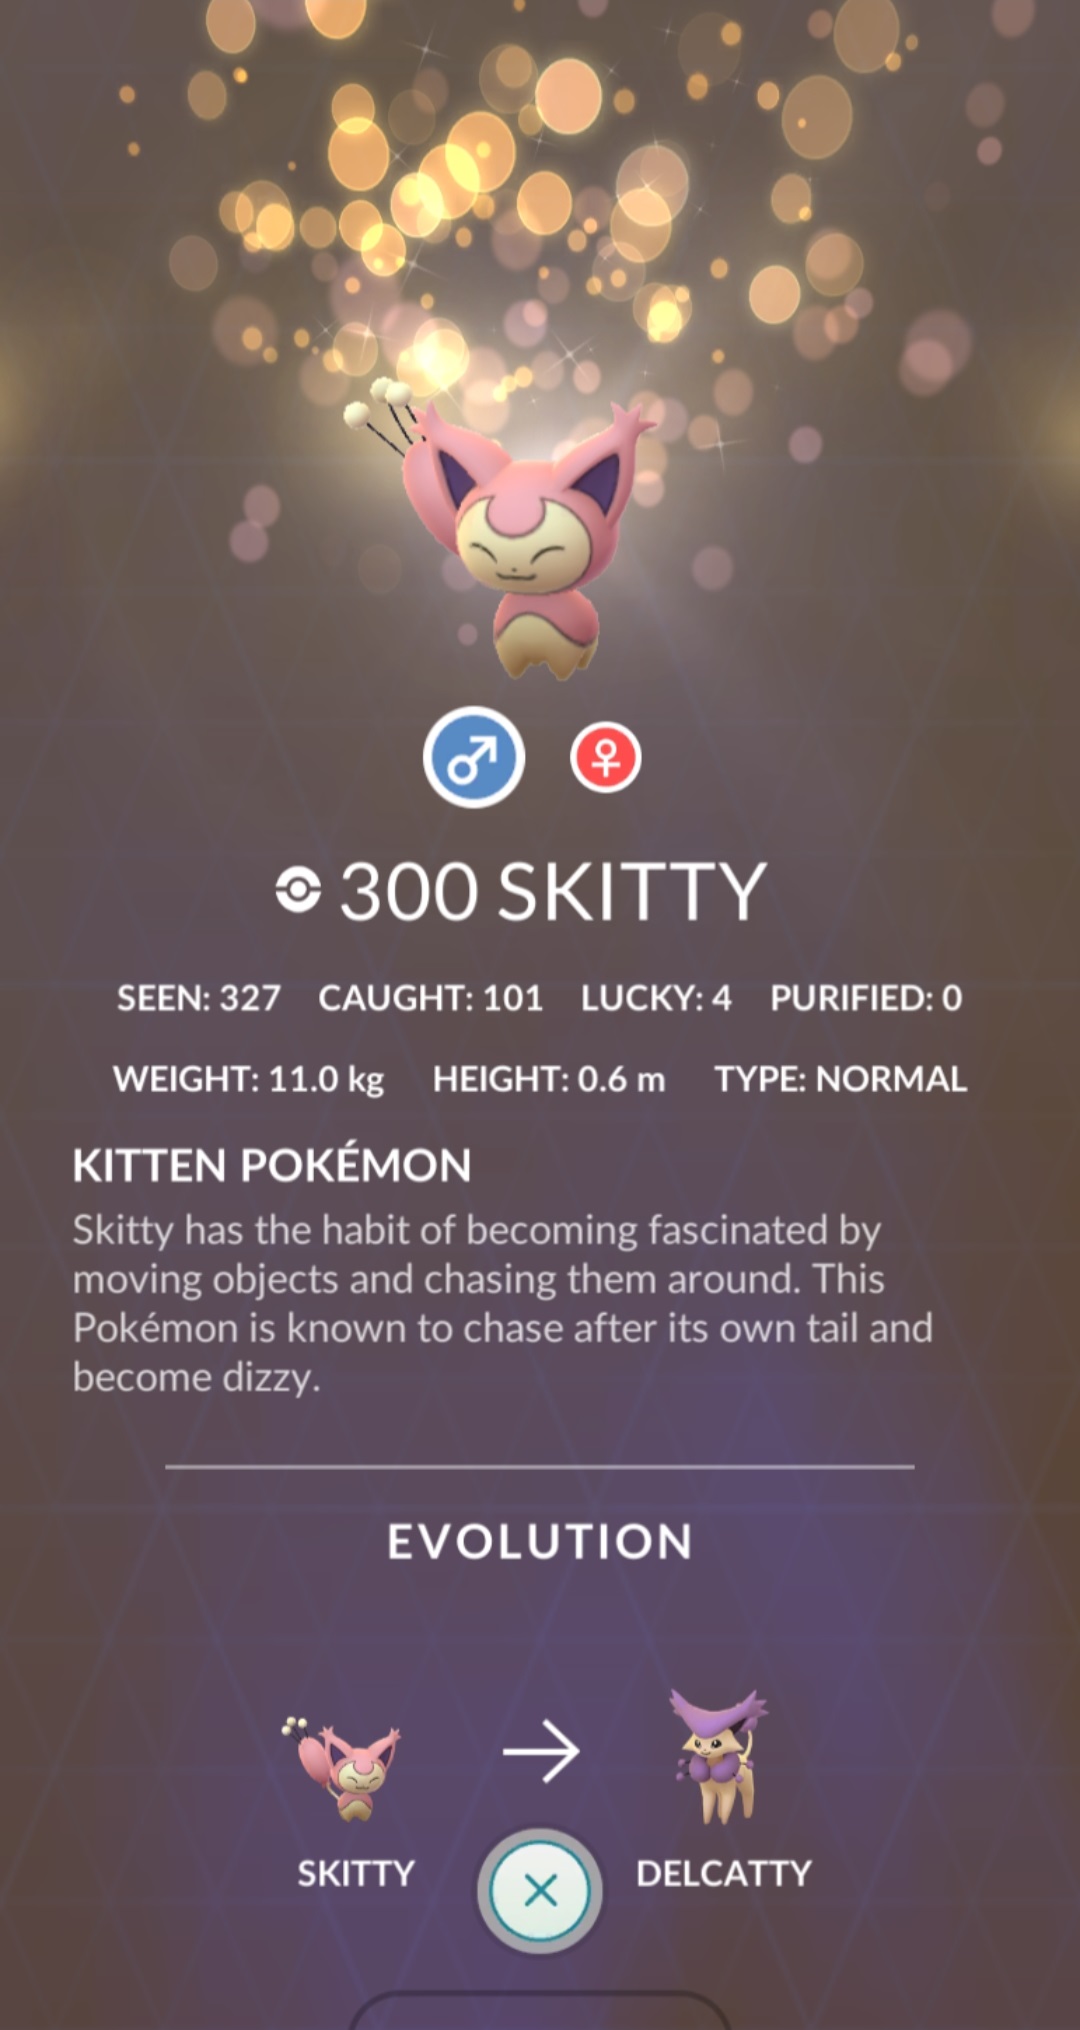 300 SKITTY
SEEN: 327 CAUGHT: 101 LUCKY: 4 PURIFIED: 0
WEIGHT: 11.0 kg HEIGHT: 0.6 m TYPE: NORMAL
KITTEN POKÉMON
Skitty has the habit of becoming fascinated by
moving objects and chasing them around. This
Pokémon is known to chase after its own tail and
become dizzy.
EVOLUTION
SKITTY DELCATTY